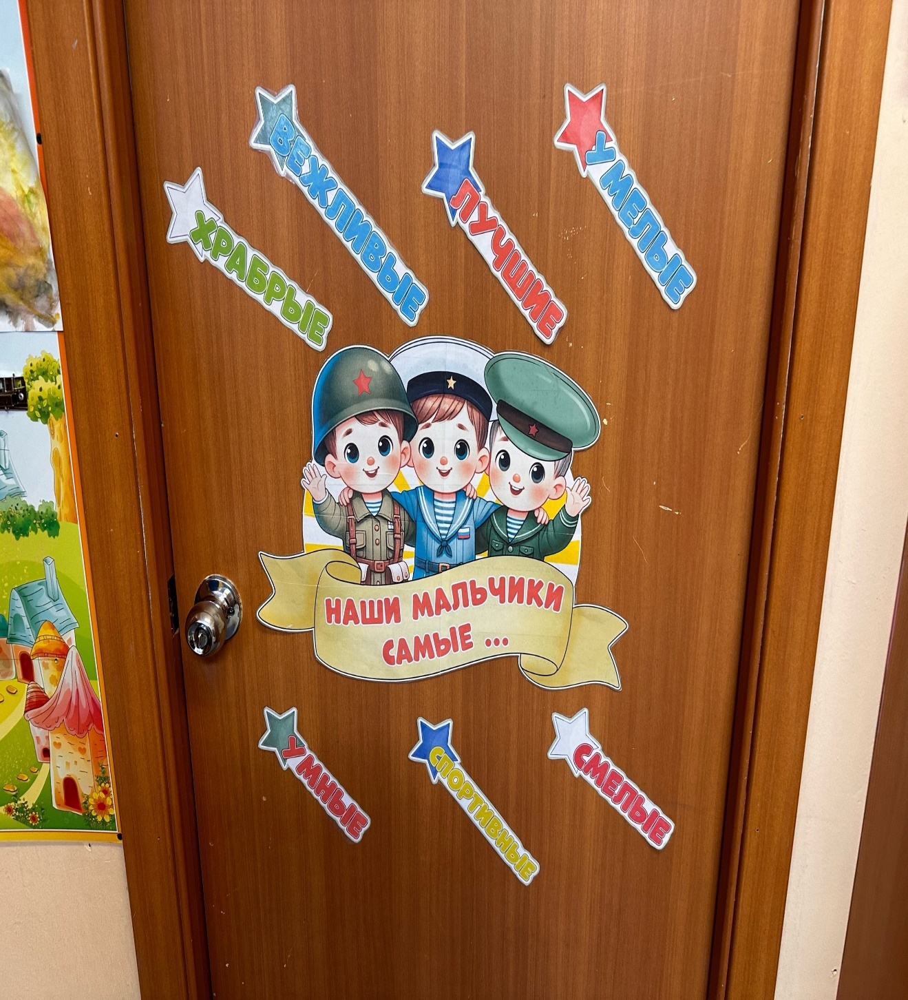 ХРАБРЫЕ
ВЕЖЛИВЫЕ
ЛУЧШИЕ
УМЕЛЫЕ
НАШИ МАЛЬЧИКИ
САМЫЕ ...
УМНЫЕ
СПОРТИВНЫЕ
СМЕЛЫЕ